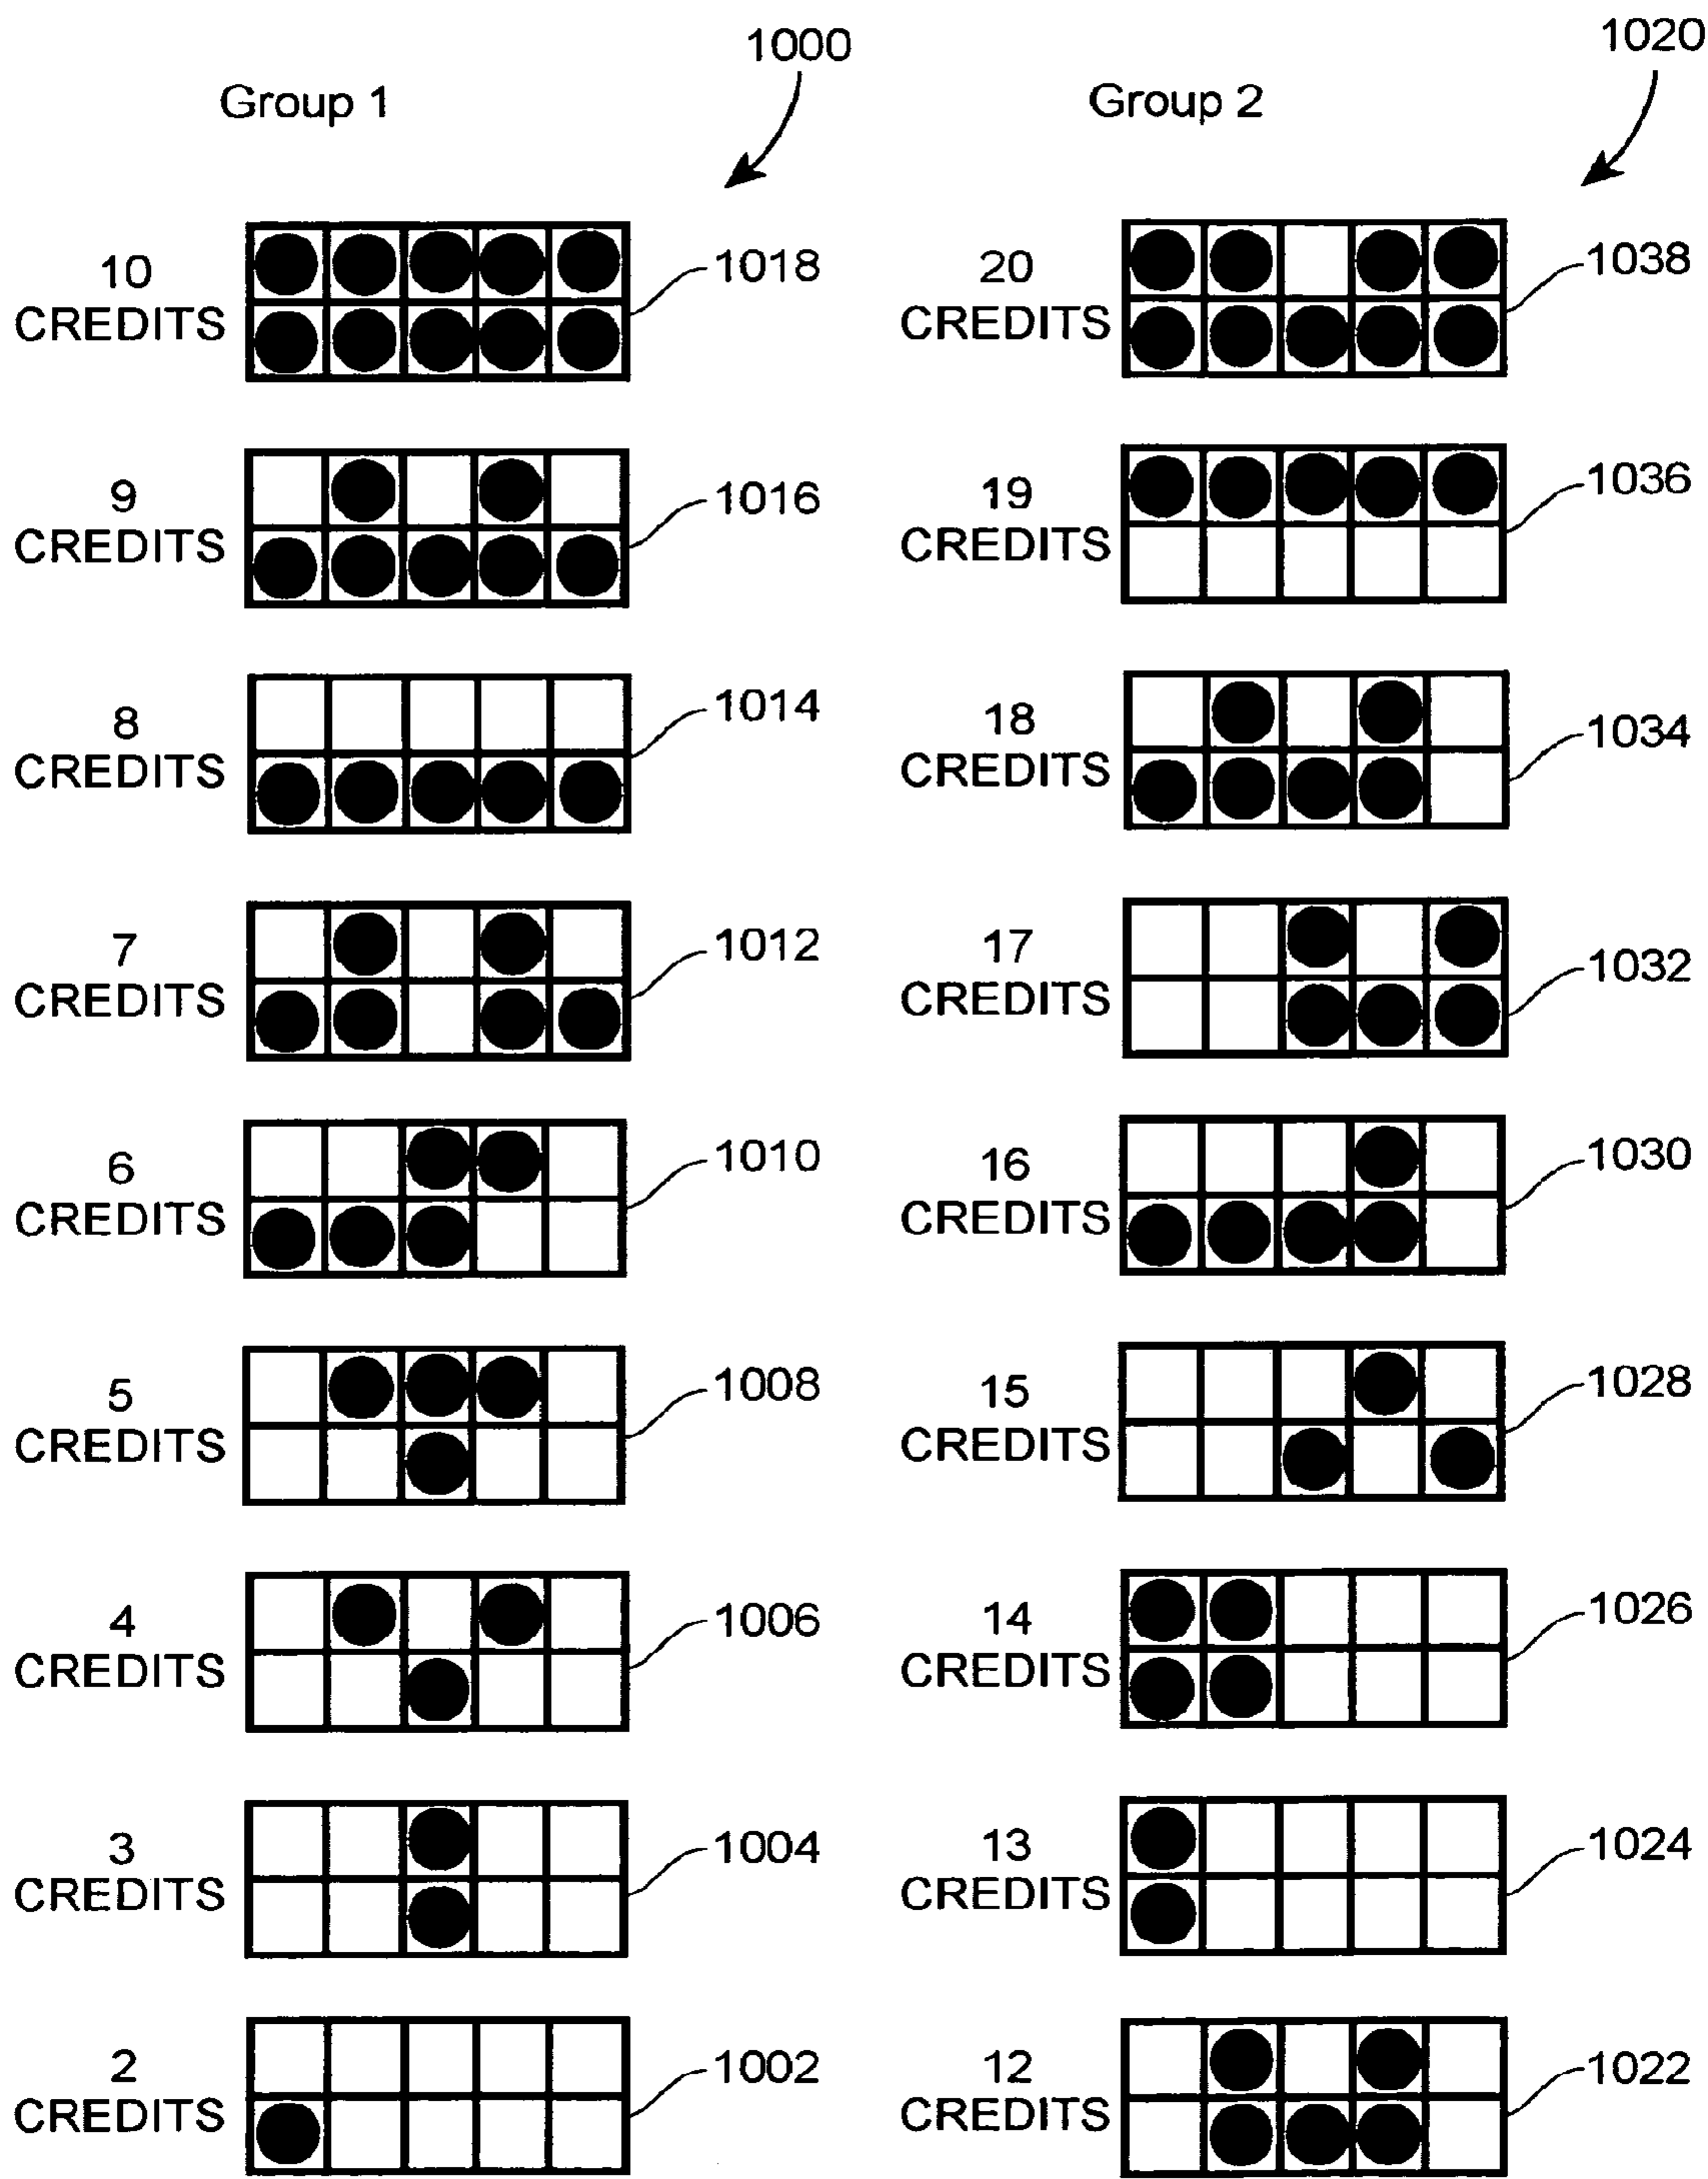 1000
1020
Group 1
Group 2
10
CREDITS
1018
20
CREDITS
1038
9
CREDITS
1016
19
CREDITS
1036
8
CREDITS
1014
18
CREDITS
1034
7
CREDITS
1012
17
CREDITS
1032
6
CREDITS
1010
16
CREDITS
1030
5
CREDITS
1008
15
CREDITS
1028
4
CREDITS
1006
14
CREDITS
1026
3
CREDITS
1004
13
CREDITS
1024
2
CREDITS
1002
12
CREDITS
1022